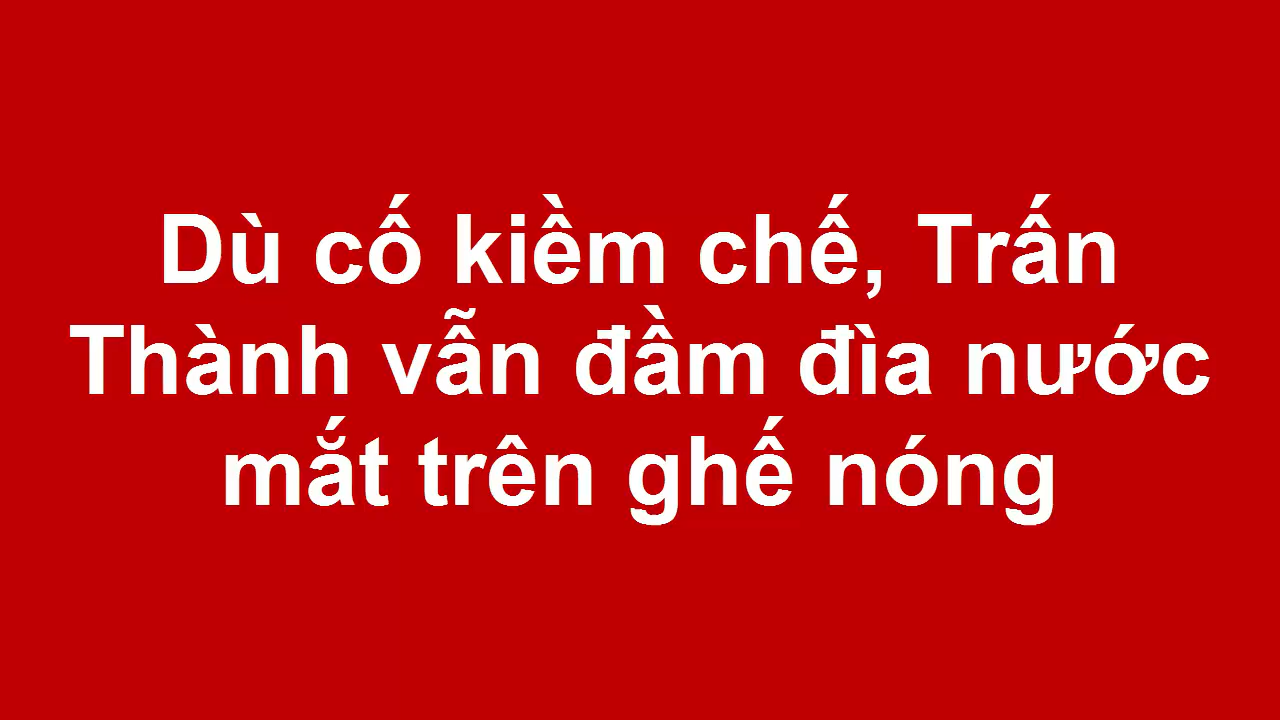 Dù cố kiềm chế, Trấn
Thành vẫn đầm đìa nước
mắt trên ghế nóng